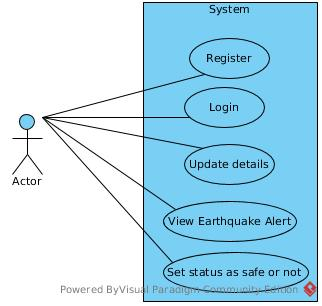 System
Register
Login
Update details
View Earthquake Alert
Set status as safe or not
Actor
Powered ByVisual Paradigm Community Edition